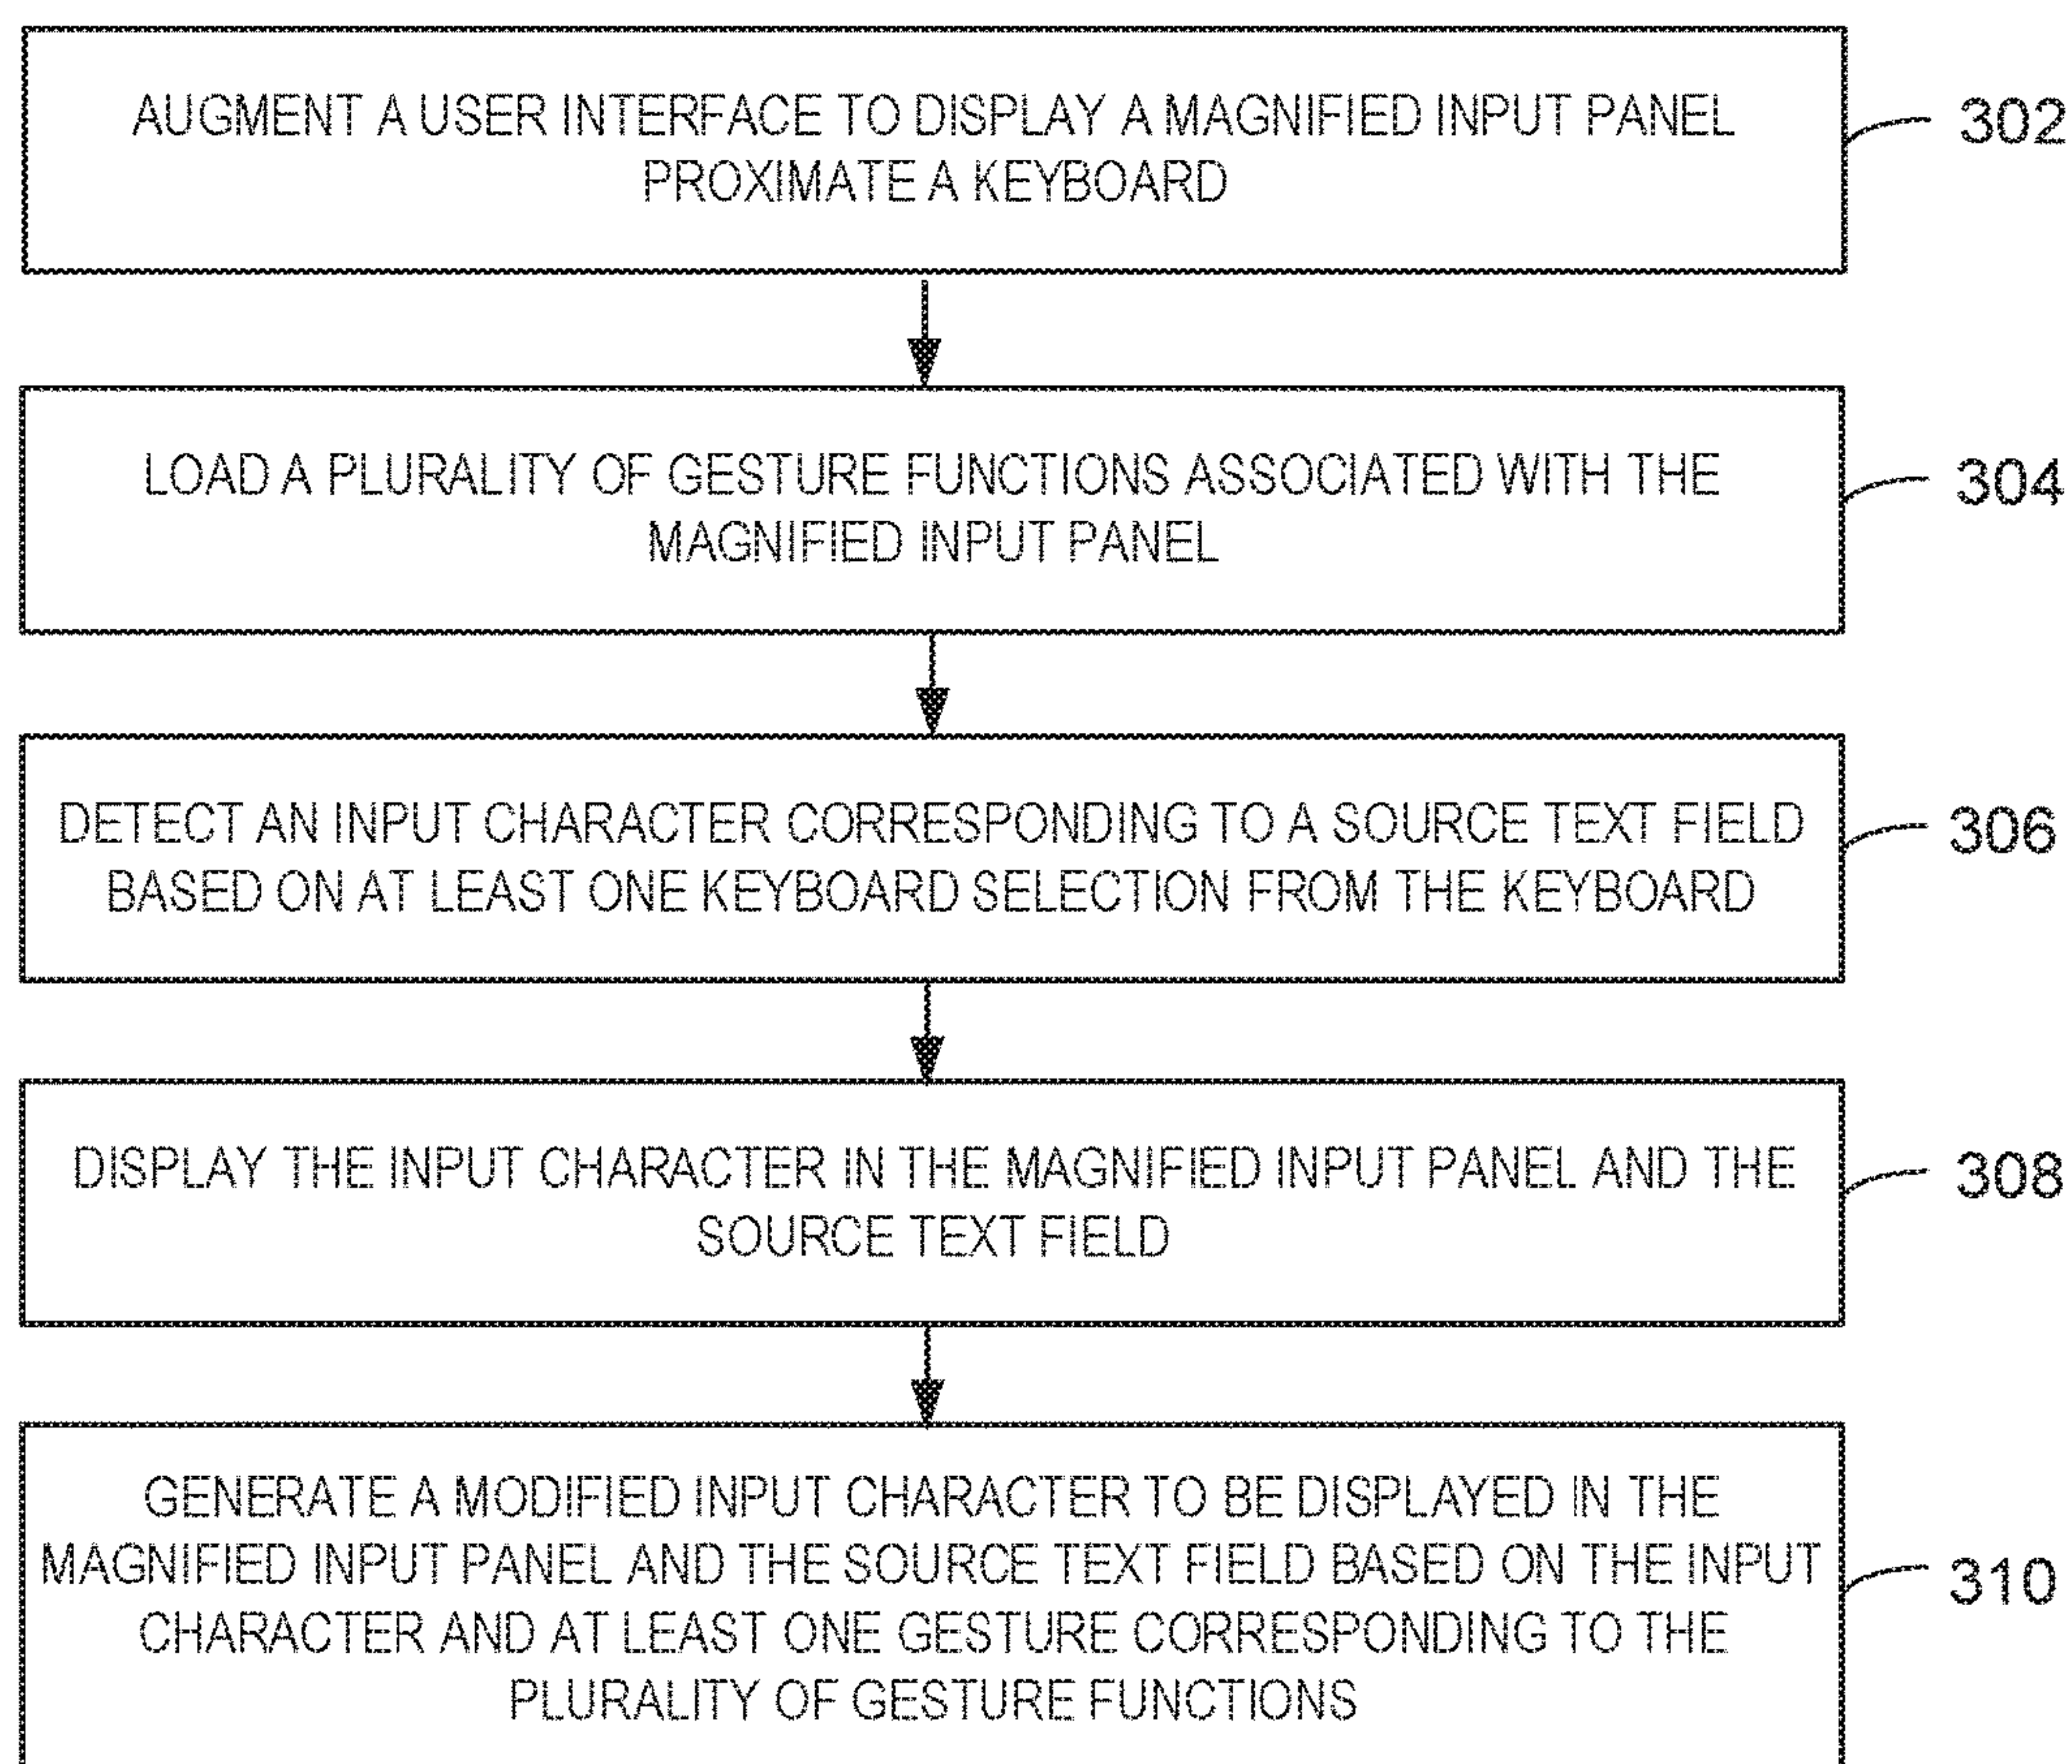 AUGMENT A USER INTERFACE TO DISPLAY A MAGNIFIED INPUT PANEL
PROXIMATE A KEYBOARD
302
LOAD A PLURALITY OF GESTURE FUNCTIONS ASSOCIATED WITH THE
MAGNIFIED INPUT PANEL
304
DETECT AN INPUT CHARACTER CORRESPONDING TO A SOURCE TEXT FIELD
BASED ON AT LEAST ONE KEYBOARD SELECTION FROM THE KEYBOARD
306
DISPLAY THE INPUT CHARACTER IN THE MAGNIFIED INPUT PANEL AND THE
SOURCE TEXT FIELD
308
GENERATE A MODIFIED INPUT CHARACTER TO BE DISPLAYED IN THE
MAGNIFIED INPUT PANEL AND THE SOURCE TEXT FIELD BASED ON THE INPUT
CHARACTER AND AT LEAST ONE GESTURE CORRESPONDING TO THE
PLURALITY OF GESTURE FUNCTIONS
310